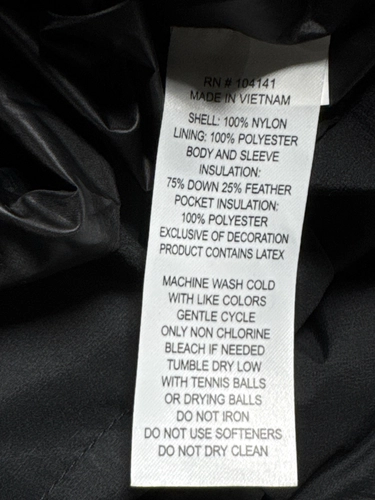 RN # 104141
MADE IN VIETNAM
SHELL: 100% NYLON
LINING: 100% POLYESTER
BODY AND SLEEVE
INSULATION:
75% DOWN 25% FEATHER
POCKET INSULATION:
100% POLYESTER
EXCLUSIVE OF DECORATION
PRODUCT CONTAINS LATEX
MACHINE WASH COLD
WITH LIKE COLORS
GENTLE CYCLE
ONLY NON CHLORINE
BLEACH IF NEEDED
TUMBLE DRY LOW
WITH TENNIS BALLS
OR DRYING BALLS
DO NOT IRON
DO NOT USE SOFTENERS
DO NOT DRY CLEAN